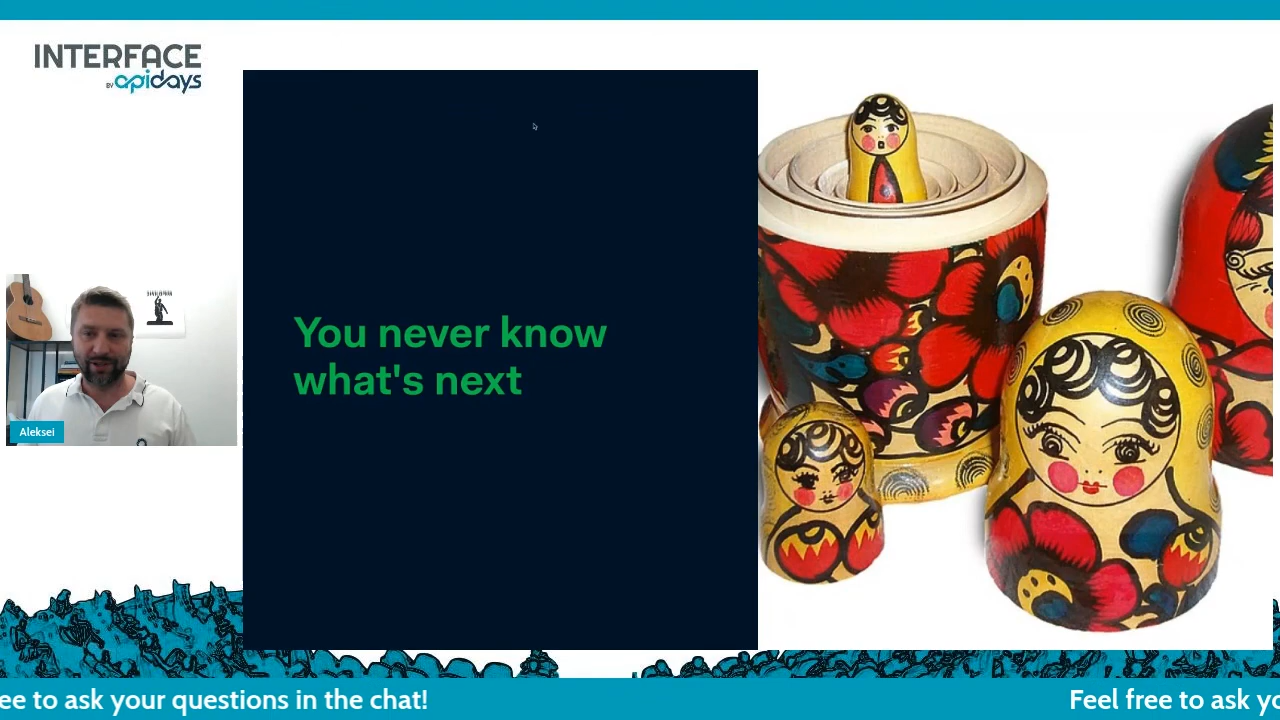 INTERFACE
BY apidays
You never know
what's next
Aleksei
ee to ask your questions in the chat!
Feel free to ask yo